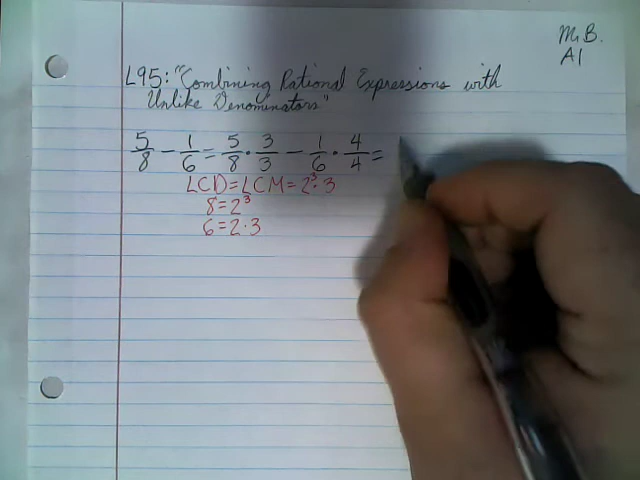 Mr. B.
A1
L95: "Combining Rational Expressions with
Unlike Denominators"
5/8 − 1/6 = 5/8 · 3/3 − 1/6 · 4/4 =
LCD = LCM = 2³ · 3
8 = 2³
6 = 2 · 3